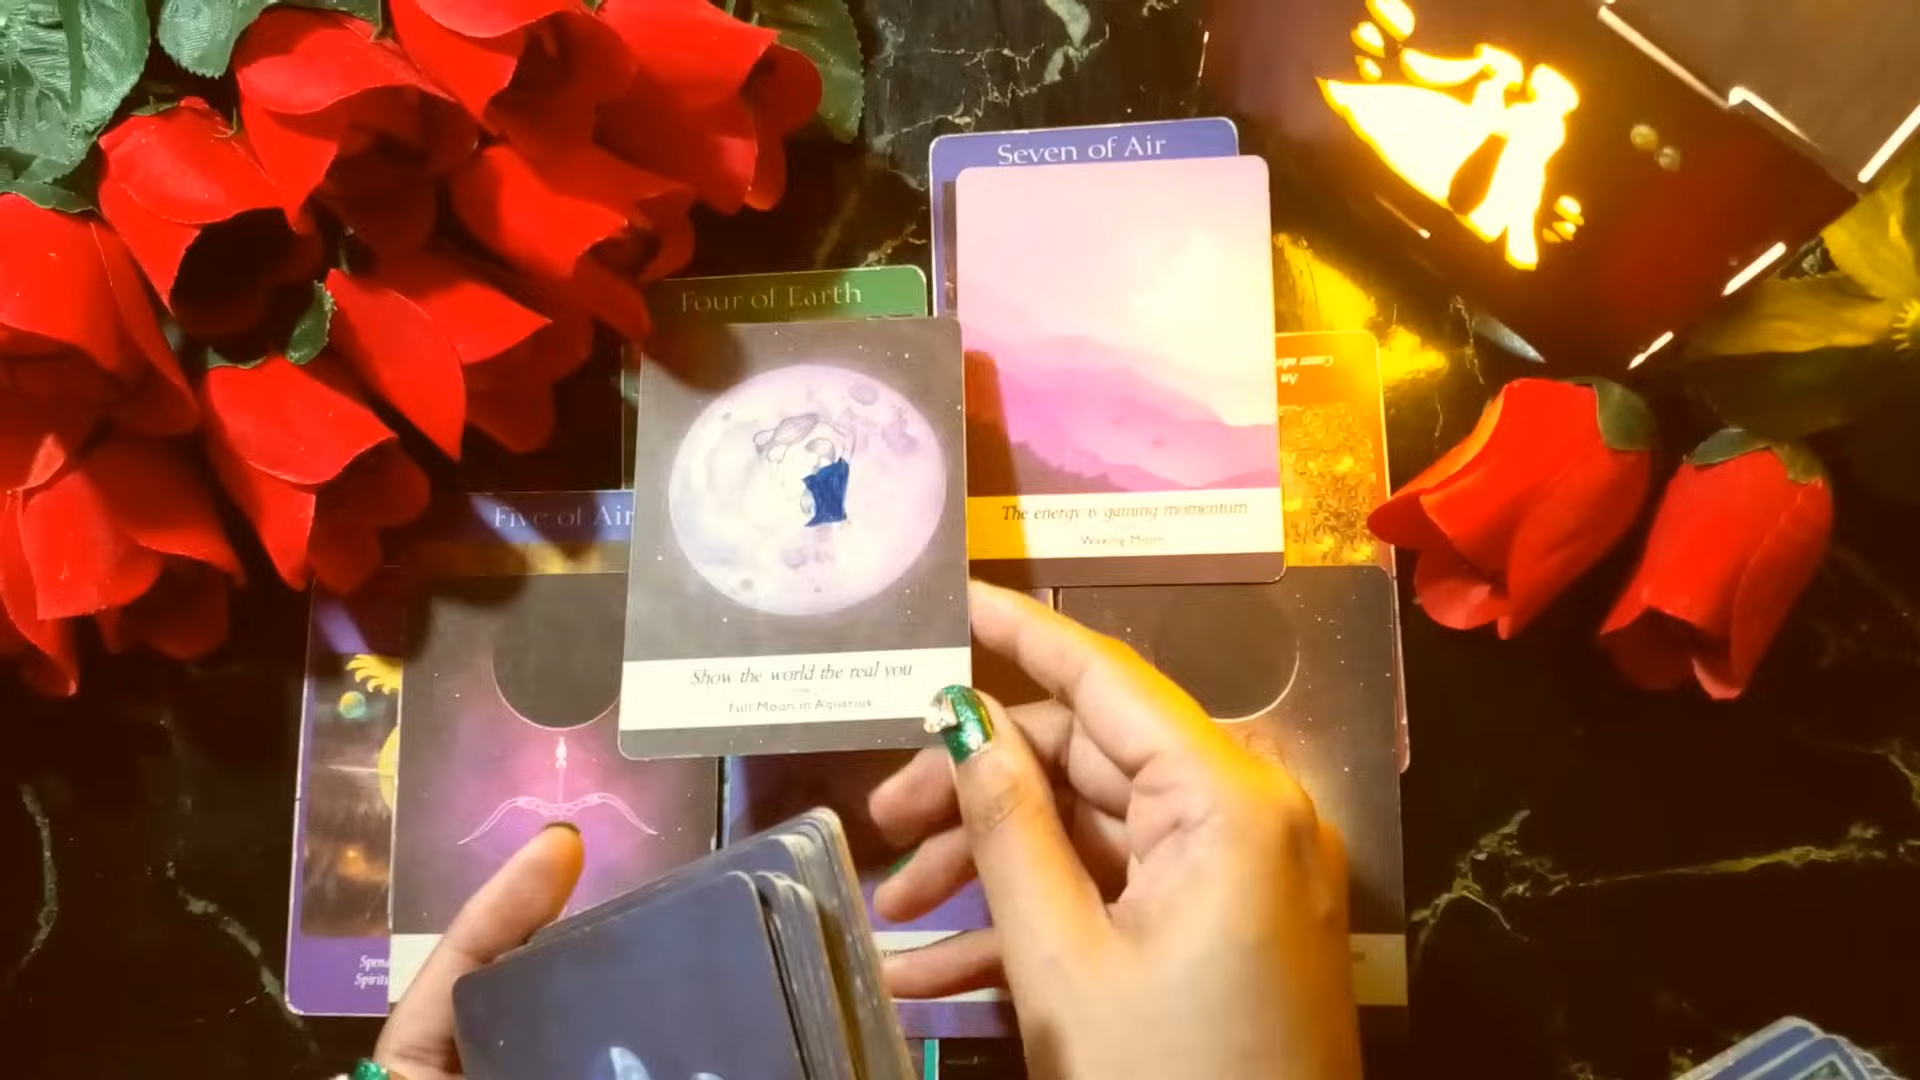 Seven of Air
Four of Earth
Five of Air
The energy is gaining momentum
Waxing Moon
Show the world the real you
Full Moon in Aquarius